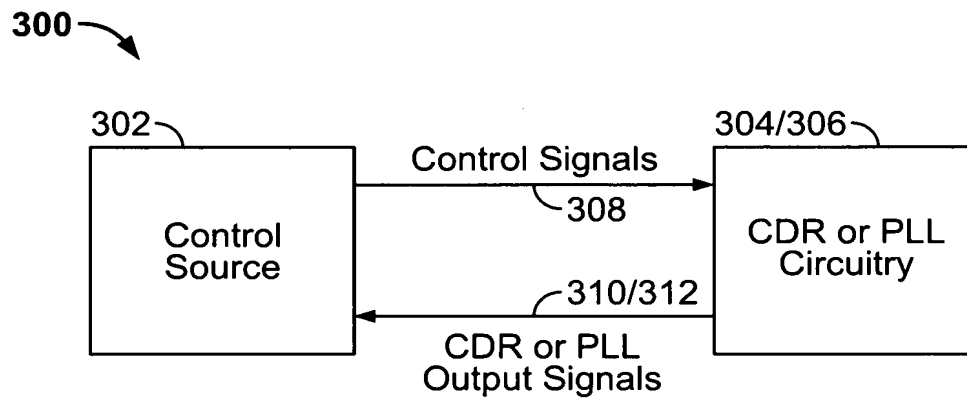 300
302
304/306
Control Signals
308
Control
Source
CDR or PLL
Circuitry
310/312
CDR or PLL
Output Signals